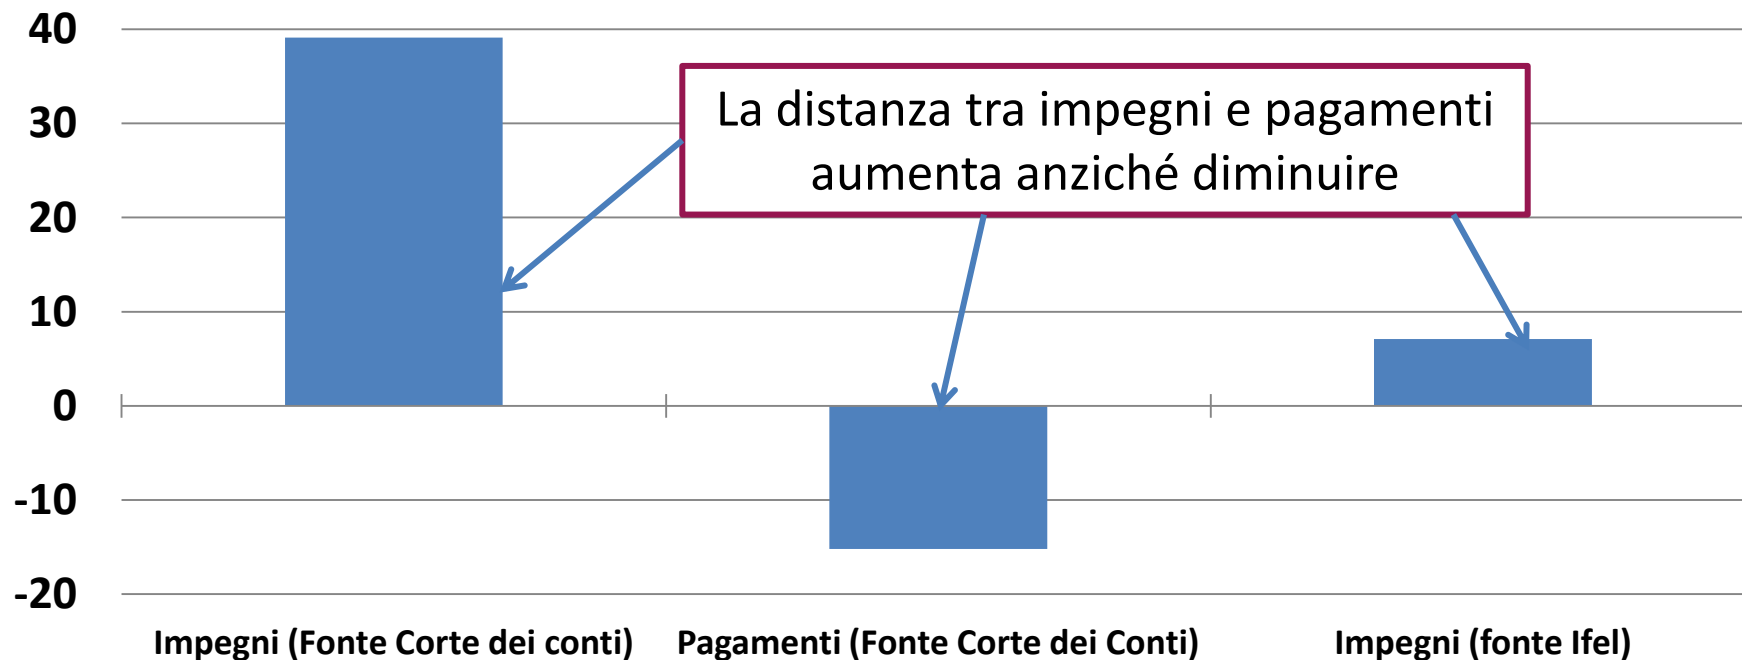 40
30
20
10
0
-10
-20
La distanza tra impegni e pagamenti
aumenta anziché diminuire
Impegni (Fonte Corte dei conti)
Pagamenti (Fonte Corte dei Conti)
Impegni (fonte Ifel)